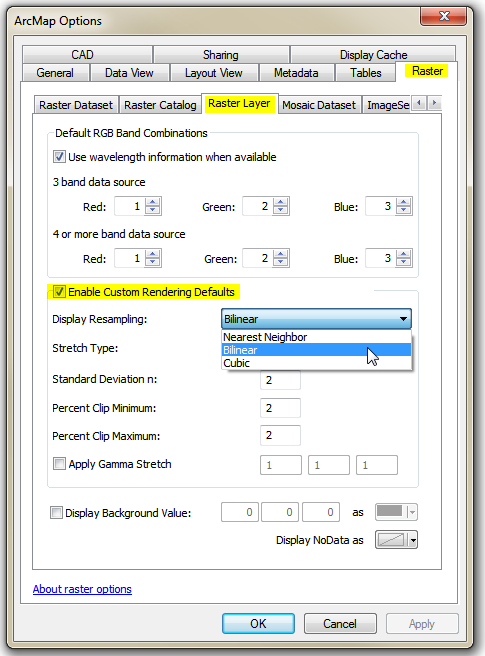 ArcMap Options
CAD Sharing Display Cache
General Data View Layout View Metadata Tables Raster
Raster Dataset Raster Catalog Raster Layer Mosaic Dataset ImageSe
Default RGB Band Combinations
Use wavelength information when available
3 band data source
Red: 1 Green: 2 Blue: 3
4 or more band data source
Red: 1 Green: 2 Blue: 3
Enable Custom Rendering Defaults
Display Resampling: Bilinear
Nearest Neighbor
Stretch Type: Bilinear
Cubic
Standard Deviation n: 2
Percent Clip Minimum: 2
Percent Clip Maximum: 2
Apply Gamma Stretch 1 1 1
Display Background Value: 0 0 0 as
Display NoData as
About raster options
OK Cancel Apply